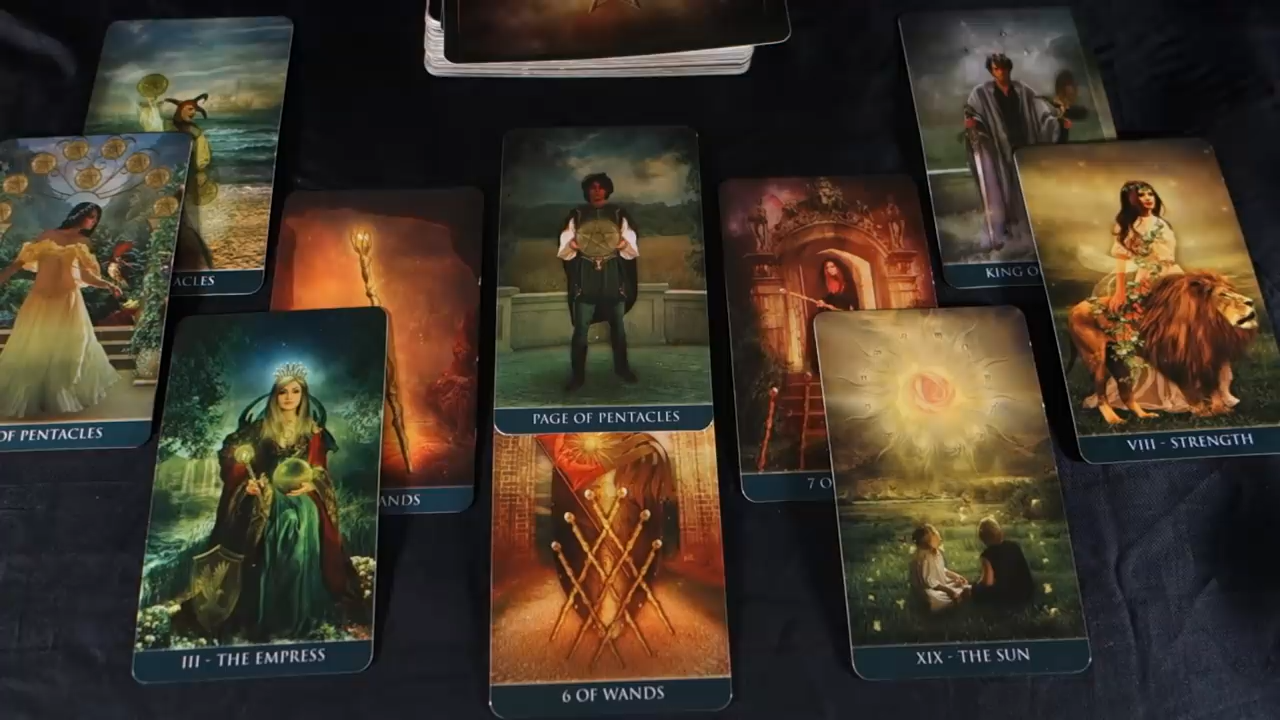 ACLES
KING O
OF PENTACLES
PAGE OF PENTACLES
VIII - STRENGTH
ANDS
7 O
III - THE EMPRESS
XIX - THE SUN
6 OF WANDS